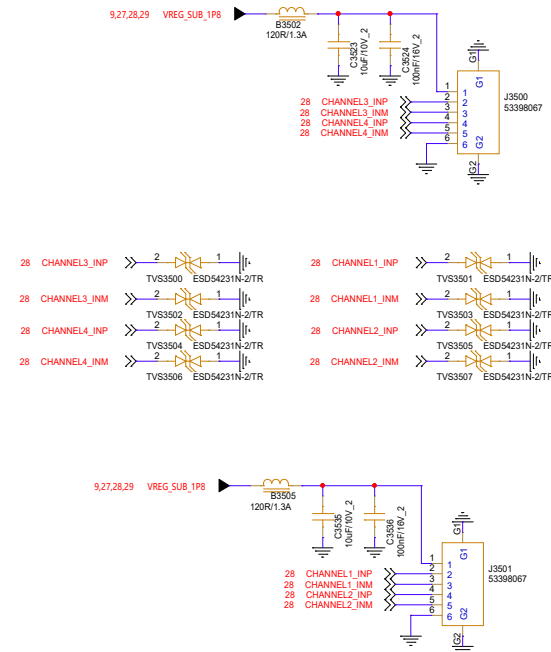 9,27,28,29 VREG_SUB_1P8
B3502
120R/1.3A
C3523
10uF/10V_2
C3524
100nF/16V_2
G1
G1
1 1
28 CHANNEL3_INP 2 2
28 CHANNEL3_INM 3 3
28 CHANNEL4_INP 4 4
28 CHANNEL4_INM 5 5
6 6
J3500
53398067
G2
G2
28 CHANNEL3_INP 2 1
TVS3500 ESD54231N-2/TR
28 CHANNEL3_INM 2 1
TVS3502 ESD54231N-2/TR
28 CHANNEL4_INP 2 1
TVS3504 ESD54231N-2/TR
28 CHANNEL4_INM 2 1
TVS3506 ESD54231N-2/TR
28 CHANNEL1_INP 2 1
TVS3501 ESD54231N-2/TR
28 CHANNEL1_INM 2 1
TVS3503 ESD54231N-2/TR
28 CHANNEL2_INP 2 1
TVS3505 ESD54231N-2/TR
28 CHANNEL2_INM 2 1
TVS3507 ESD54231N-2/TR
9,27,28,29 VREG_SUB_1P8
B3505
120R/1.3A
C3535
10uF/10V_2
C3536
100nF/16V_2
G1
G1
1 1
28 CHANNEL1_INP 2 2
28 CHANNEL1_INM 3 3
28 CHANNEL2_INP 4 4
28 CHANNEL2_INM 5 5
6 6
J3501
53398067
G2
G2